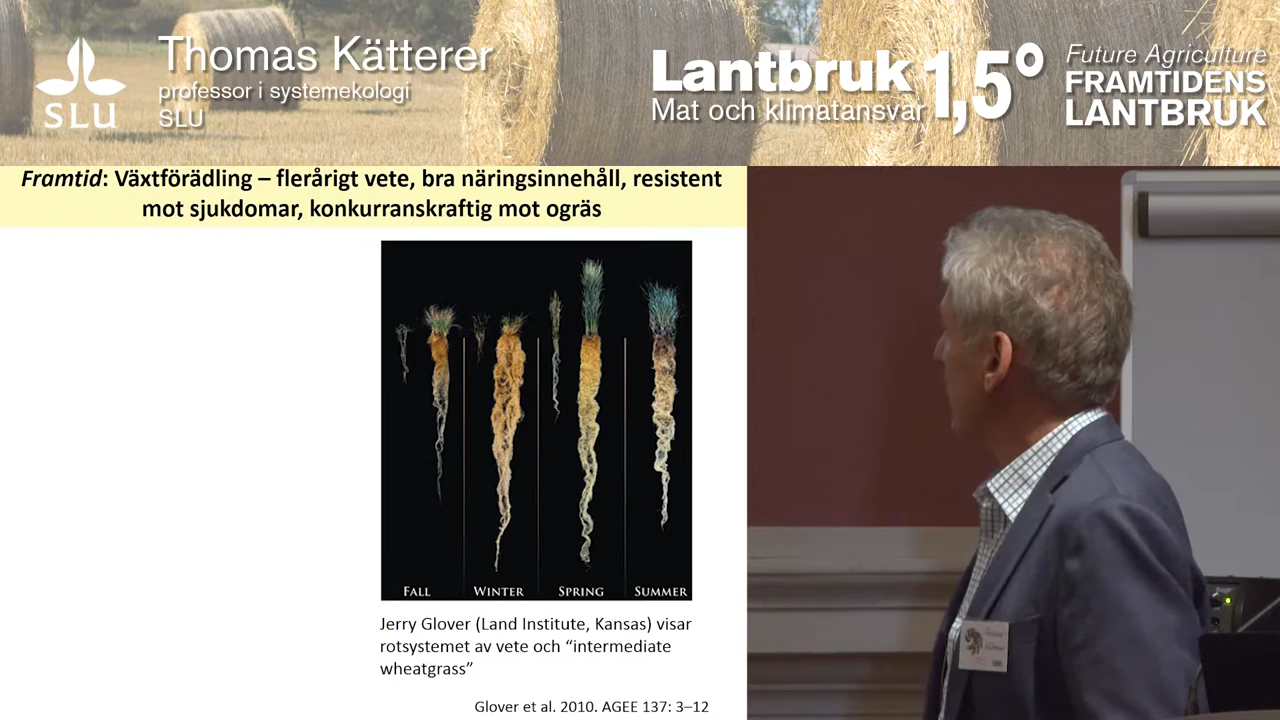 SLU
Thomas Kätterer
professor i systemekologi
SLU
Lantbruk 1,5°
Mat och klimatansvar
Future Agriculture
FRAMTIDENS
LANTBRUK
Framtid: Växtförädling – flerårigt vete, bra näringsinnehåll, resistent
mot sjukdomar, konkurranskraftig mot ogräs
FALL WINTER SPRING SUMMER
Jerry Glover (Land Institute, Kansas) visar
rotsystemet av vete och “intermediate
wheatgrass”
Glover et al. 2010. AGEE 137: 3–12